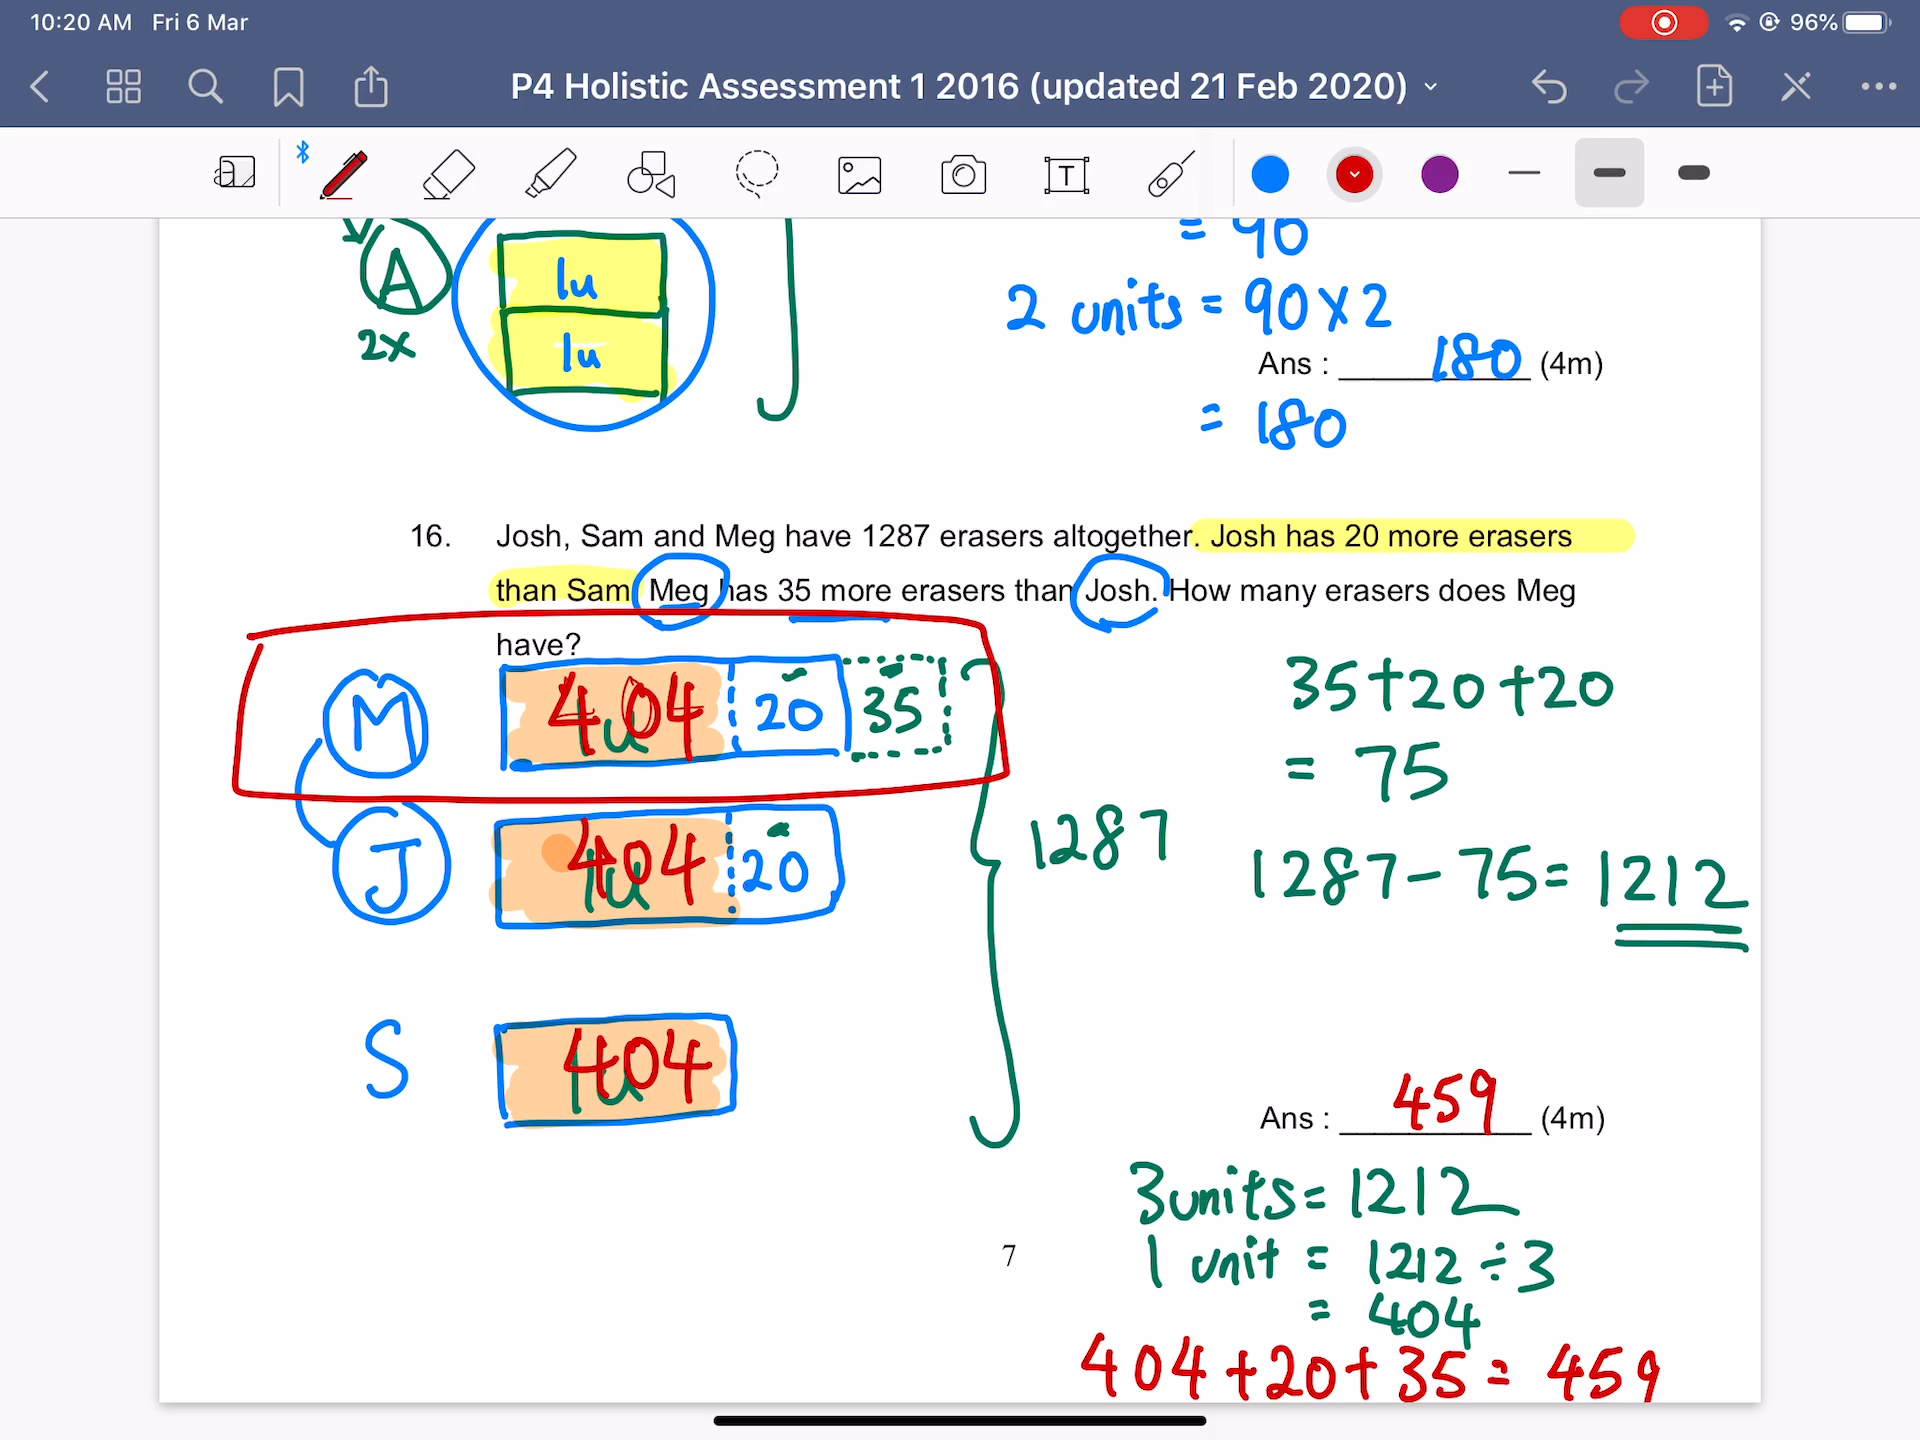 10:20 AM Fri 6 Mar 96%
P4 Holistic Assessment 1 2016 (updated 21 Feb 2020)
T
= 90
A 1u
2 units = 90 x 2
2x 1u
Ans : 180 (4m)
= 180
16. Josh, Sam and Meg have 1287 erasers altogether. Josh has 20 more erasers
than Sam. Meg has 35 more erasers than Josh. How many erasers does Meg
have?
M 404 1u 20 35
35+20+20
= 75
J 404 1u 20
1287
1287 - 75 = 1212
S 404 1u
Ans : 459 (4m)
3 units = 1212
1 unit = 1212 ÷ 3
= 404
404 + 20 + 35 = 459
7